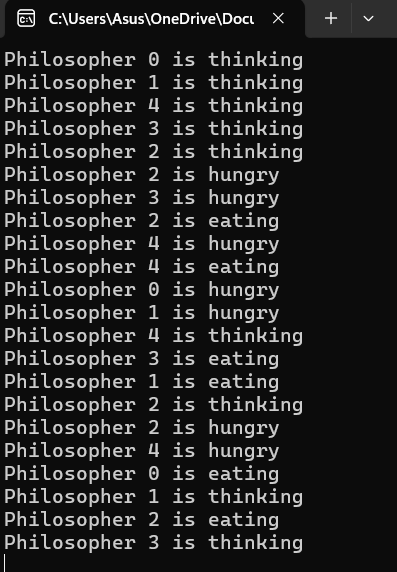 C:\Users\Asus\OneDrive\Docu
Philosopher 0 is thinking
Philosopher 1 is thinking
Philosopher 4 is thinking
Philosopher 3 is thinking
Philosopher 2 is thinking
Philosopher 2 is hungry
Philosopher 3 is hungry
Philosopher 2 is eating
Philosopher 4 is hungry
Philosopher 4 is eating
Philosopher 0 is hungry
Philosopher 1 is hungry
Philosopher 4 is thinking
Philosopher 3 is eating
Philosopher 1 is eating
Philosopher 2 is thinking
Philosopher 2 is hungry
Philosopher 4 is hungry
Philosopher 0 is eating
Philosopher 1 is thinking
Philosopher 2 is eating
Philosopher 3 is thinking